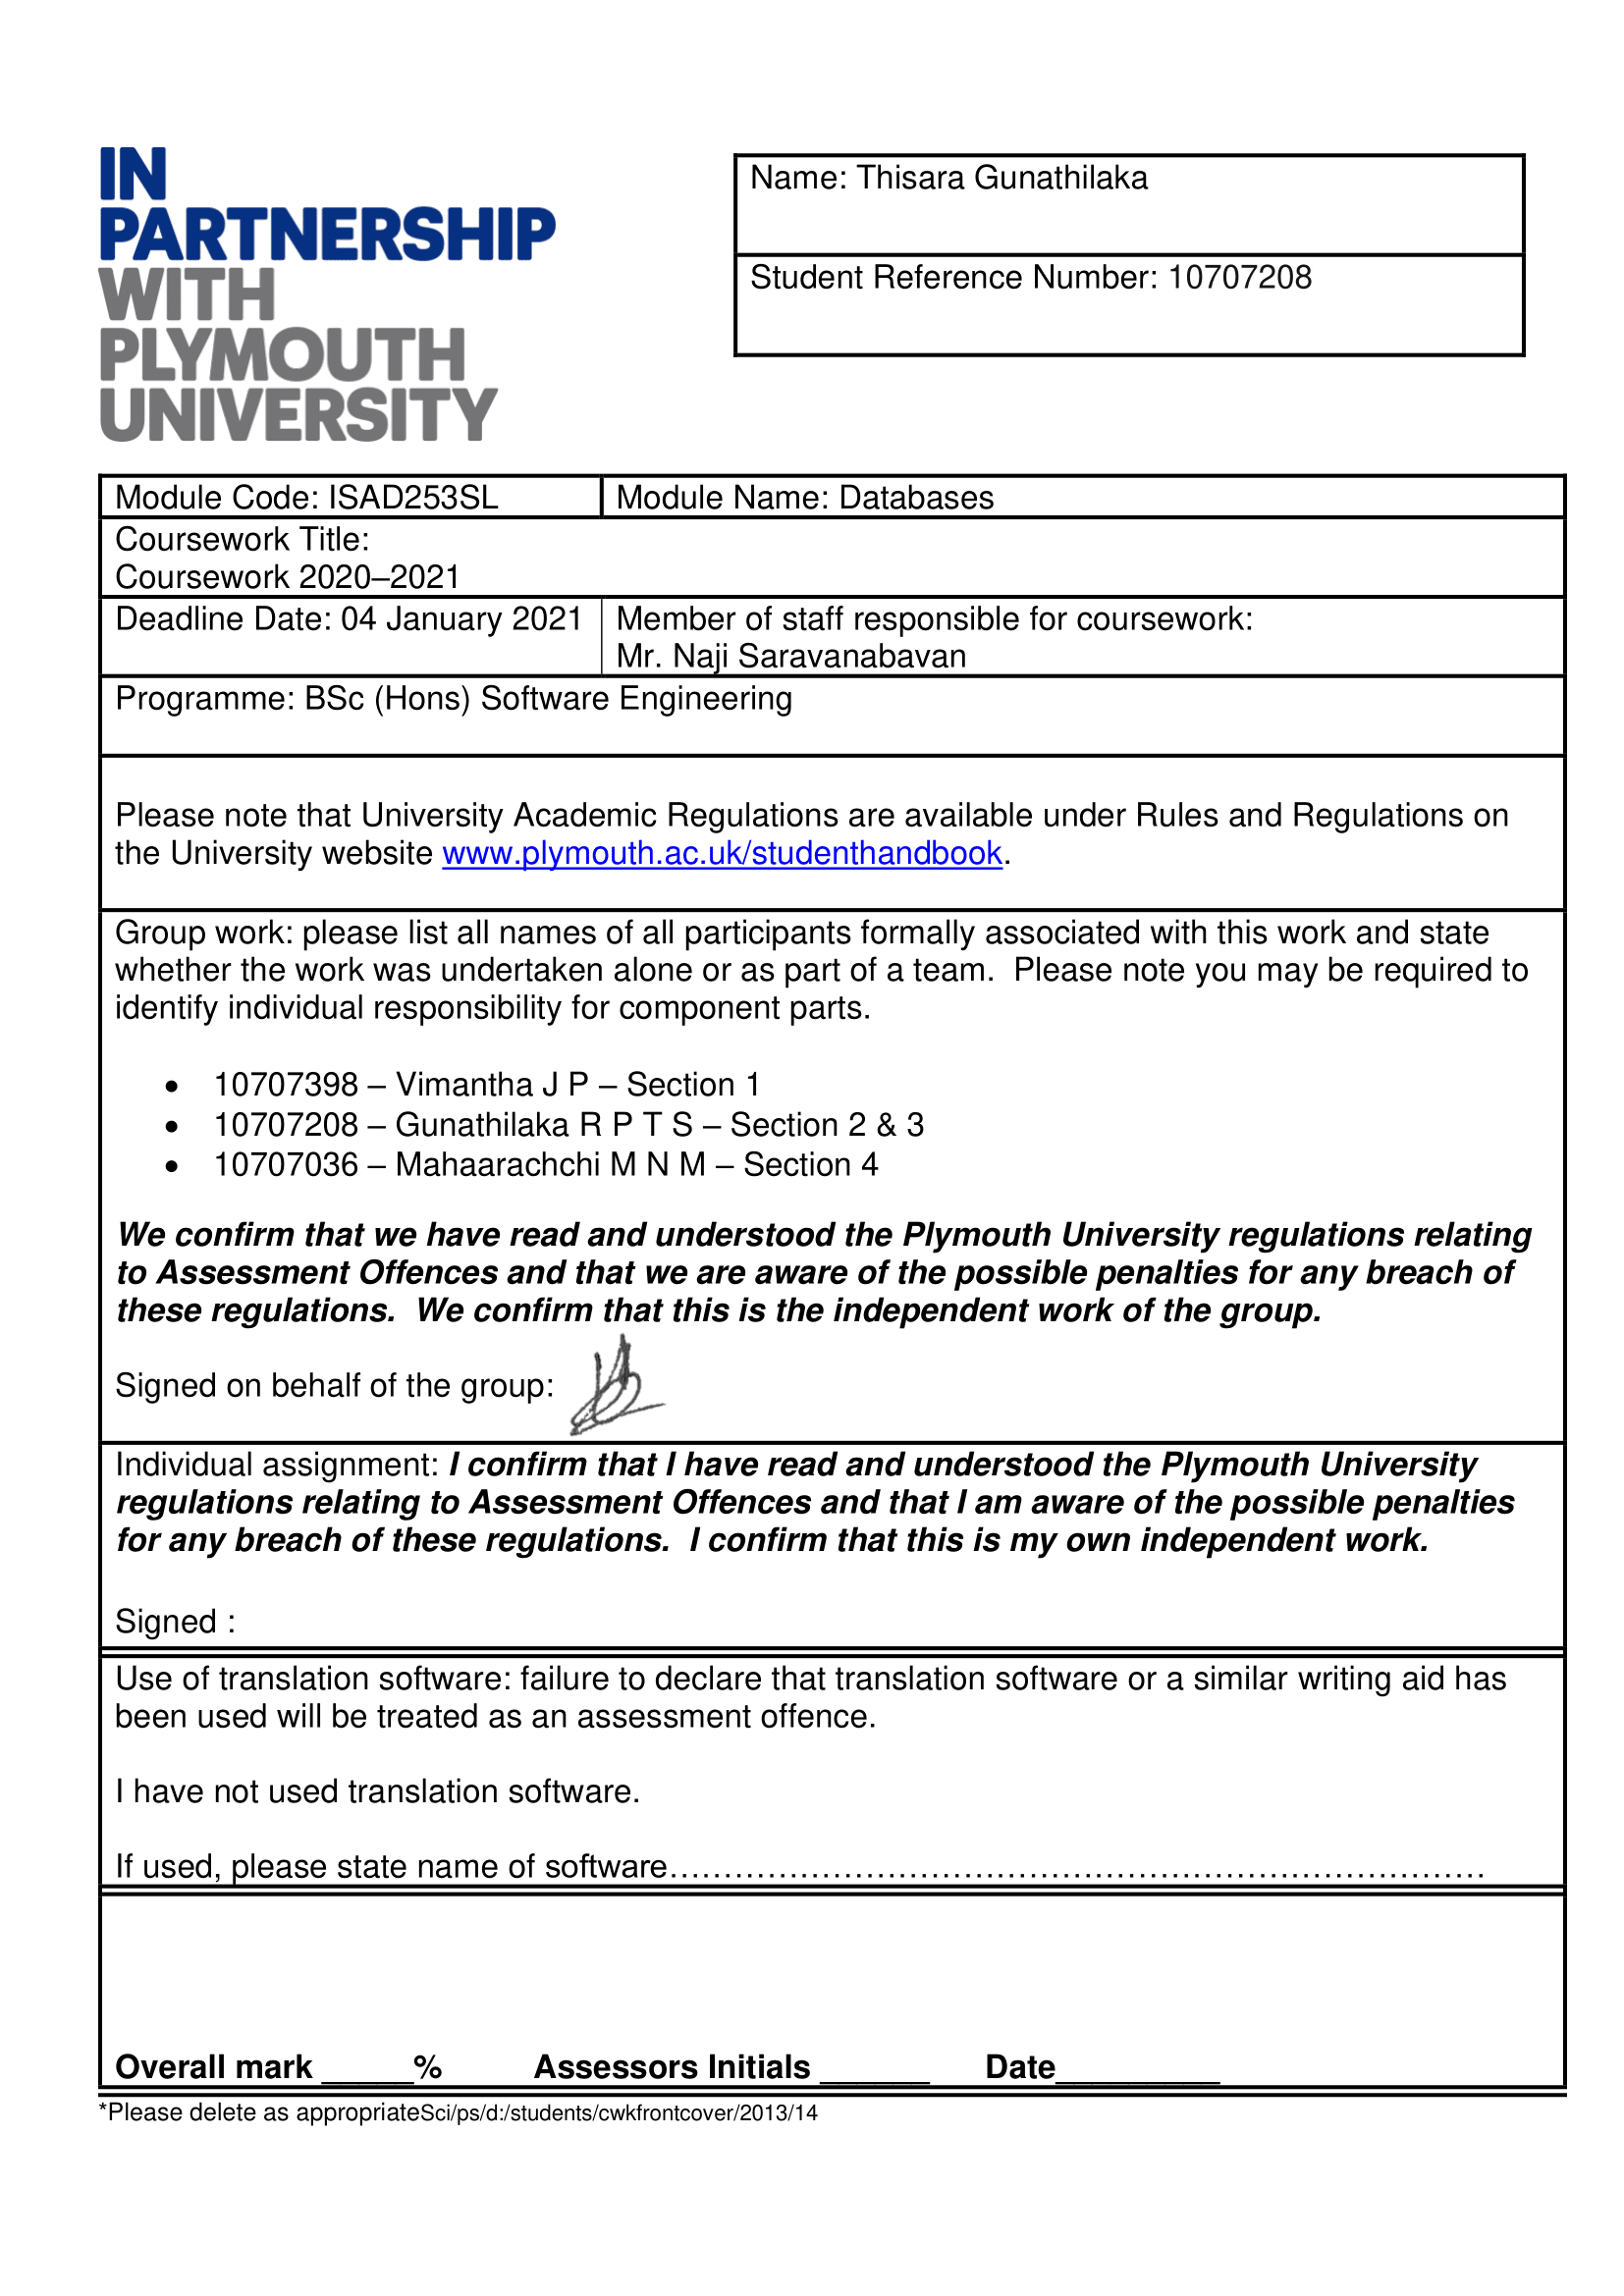 IN
PARTNERSHIP
WITH
PLYMOUTH
UNIVERSITY
Name: Thisara Gunathilaka
Student Reference Number: 10707208
Module Code: ISAD253SL
Module Name: Databases
Coursework Title:
Coursework 2020–2021
Deadline Date: 04 January 2021
Member of staff responsible for coursework:
Mr. Naji Saravanabavan
Programme: BSc (Hons) Software Engineering
Please note that University Academic Regulations are available under Rules and Regulations on
the University website www.plymouth.ac.uk/studenthandbook.
Group work: please list all names of all participants formally associated with this work and state
whether the work was undertaken alone or as part of a team.  Please note you may be required to
identify individual responsibility for component parts.
• 10707398 – Vimantha J P – Section 1
• 10707208 – Gunathilaka R P T S – Section 2 & 3
• 10707036 – Mahaarachchi M N M – Section 4
We confirm that we have read and understood the Plymouth University regulations relating
to Assessment Offences and that we are aware of the possible penalties for any breach of
these regulations.  We confirm that this is the independent work of the group.
Signed on behalf of the group:
Individual assignment: I confirm that I have read and understood the Plymouth University
regulations relating to Assessment Offences and that I am aware of the possible penalties
for any breach of these regulations.  I confirm that this is my own independent work.
Signed :
Use of translation software: failure to declare that translation software or a similar writing aid has
been used will be treated as an assessment offence.
I have not used translation software.
If used, please state name of software…………………………………………………………………
Overall mark _____% Assessors Initials ______ Date_________
*Please delete as appropriateSci/ps/d:/students/cwkfrontcover/2013/14